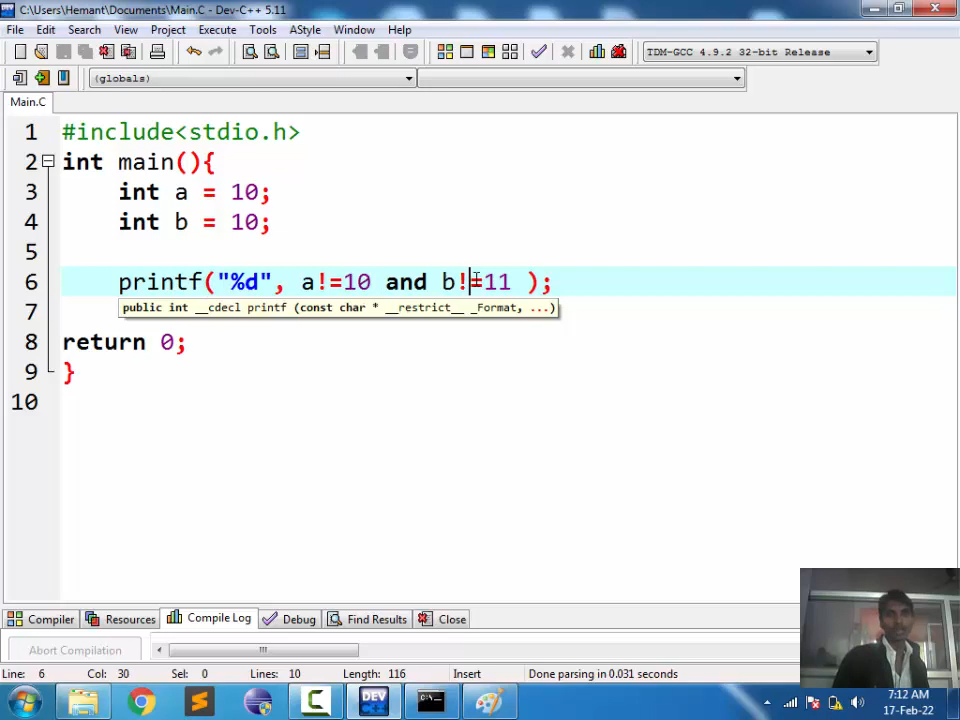 C:\Users\Hemant\Documents\Main.C - Dev-C++ 5.11
File Edit Search View Project Execute Tools AStyle Window Help
TDM-GCC 4.9.2 32-bit Release
(globals)
Main.C
1 #include<stdio.h>
2 int main(){
3 int a = 10;
4 int b = 10;
5
6 printf("%d", a!=10 and b!=11 );
public int __cdecl printf (const char * __restrict__ _Format, ...)
8 return 0;
9 }
10
Compiler Resources Compile Log Debug Find Results Close
Abort Compilation
Line: 6 Col: 30 Sel: 0 Lines: 10 Length: 116 Insert Done parsing in 0.031 seconds
DEV
7:12 AM
17-Feb-22